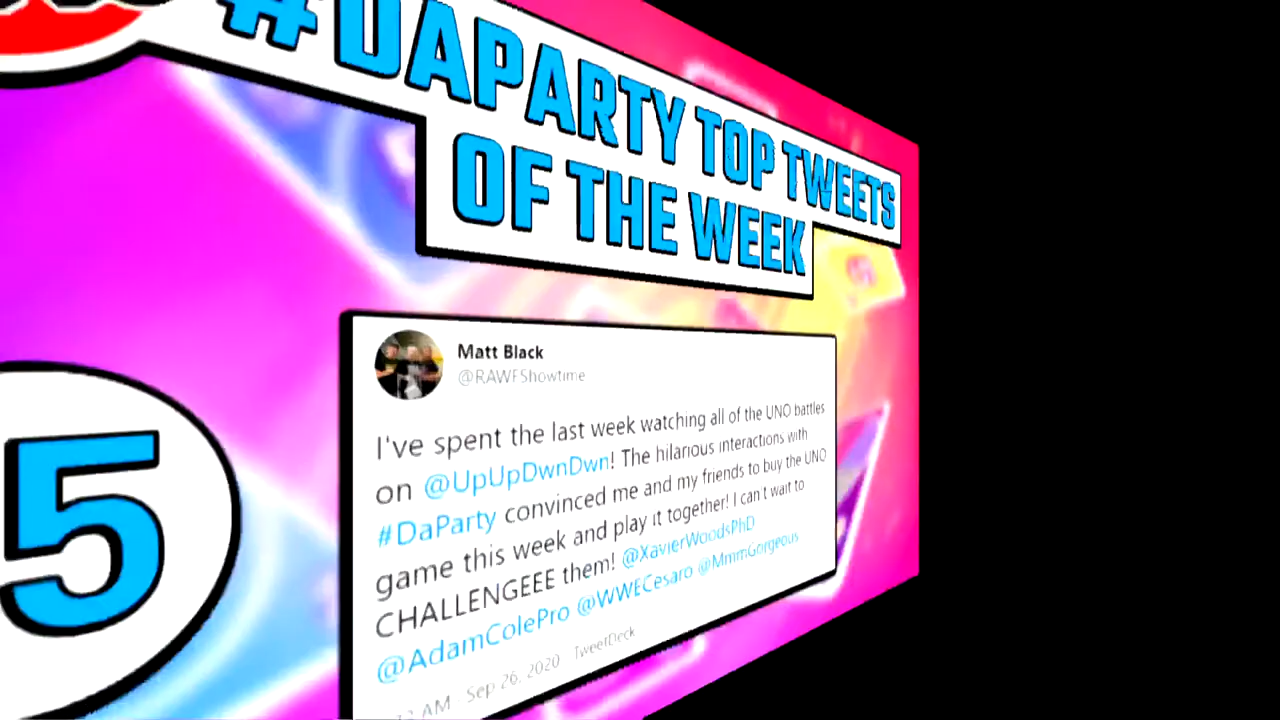 #DAPARTY TOP TWEETS
OF THE WEEK
5
Matt Black
@RAWFShowtime
I've spent the last week watching all of the UNO battles
on @UpUpDwnDwn! The hilarious interactions with
#DaParty convinced me and my friends to buy the UNO
game this week and play it together! I can t wait to
CHALLENGEEE them! @XavierWoodsPhD
@AdamColePro @WWECesaro @MmmGorgeous
AM Sep 26, 2020 TweetDeck